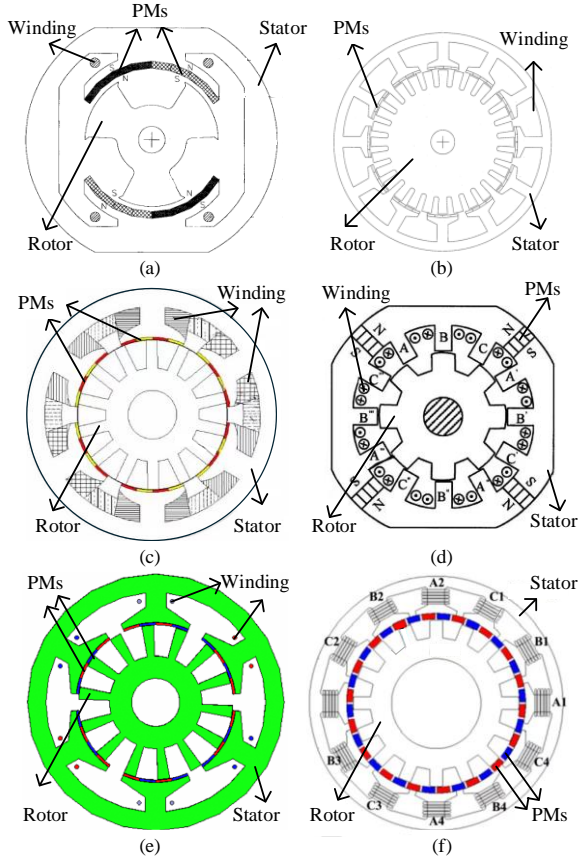 PMs
Winding
Stator
S
N
S
N
N
S
S
N
Rotor
(a)
PMs
Winding
Rotor
Stator
(b)
Winding
PMs
Rotor
Stator
(c)
Winding
PMs
N
S
A
B
C
N
S
C'''
A'
B'''
B'
A''
C'
S
N
C''
B''
A''
N
S
Rotor
Stator
(d)
PMs
Winding
Rotor
Stator
(e)
Stator
A2
B2
C1
C2
B1
A1
B3
C4
C3
B4
A4
Rotor
PMs
(f)